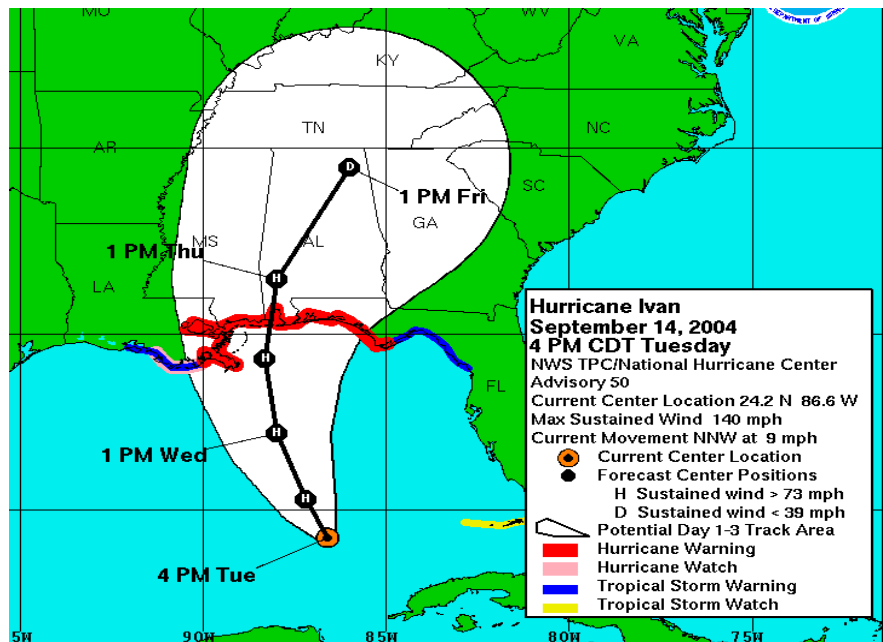 MO
WV
KY
VA
DEPARTMENT OF
TN
NC
AR
1 PM Fri
SC
GA
MS
AL
1 PM Thu
LA
FL
1 PM Wed
4 PM Tue
Hurricane Ivan
September 14, 2004
4 PM CDT Tuesday
NWS TPC/National Hurricane Center
Advisory 50
Current Center Location 24.2 N 86.6 W
Max Sustained Wind 140 mph
Current Movement NNW at 9 mph
Current Center Location
Forecast Center Positions
H Sustained wind > 73 mph
D Sustained wind < 39 mph
Potential Day 1-3 Track Area
Hurricane Warning
Hurricane Watch
Tropical Storm Warning
Tropical Storm Watch
D
H
H
H
H
5W
90W
85W
80W
75W